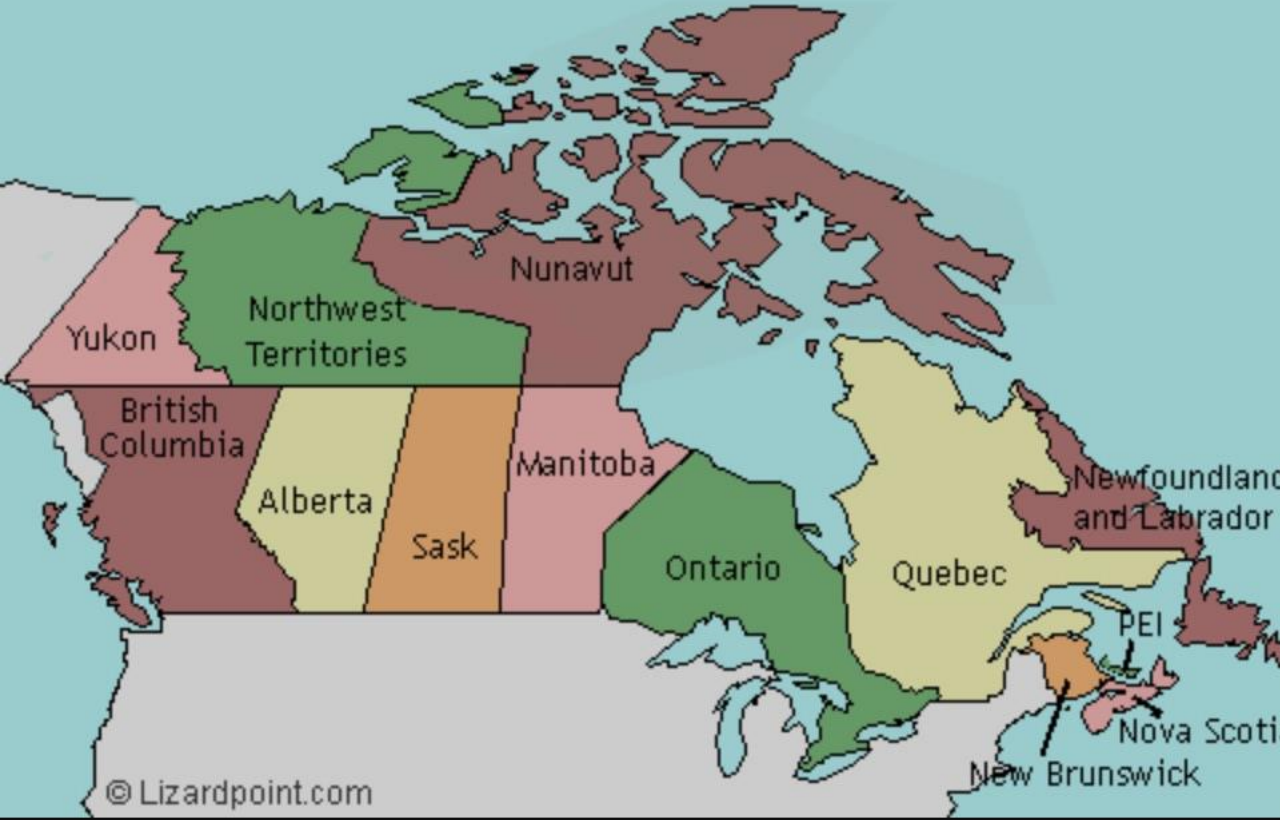 Nunavut
Northwest
Territories
Yukon
British
Columbia
Manitoba
Newfoundland
and Labrador
Alberta
Sask
Ontario
Quebec
PEI
Nova Scoti
New Brunswick
© Lizardpoint.com